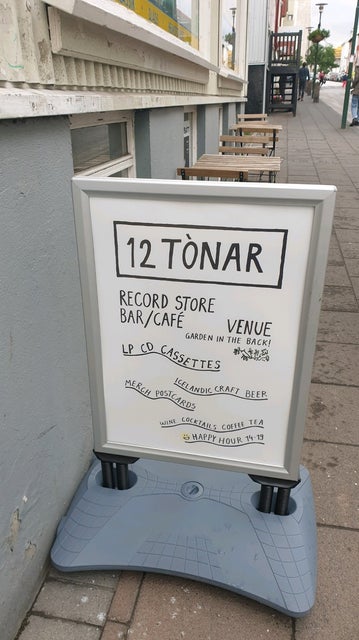 12 TÒNAR
RECORD STORE
BAR/CAFÉ
VENUE
GARDEN IN THE BACK!
LP CD CASSETTES
ICELANDIC CRAFT BEER
MERCH POSTCARDS
WINE COCKTAILS COFFEE TEA
HAPPY HOUR 14-19